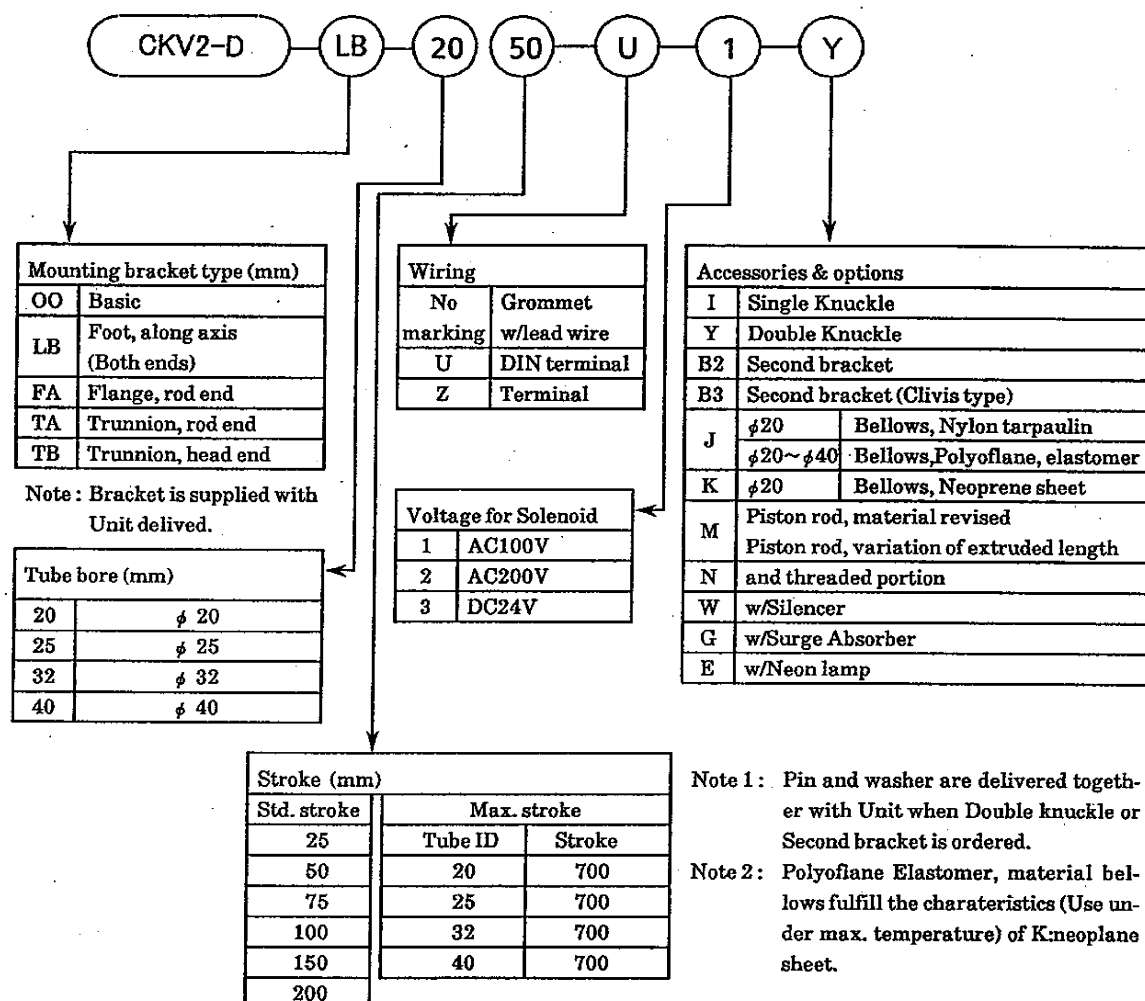 CKV2-D LB 20 50 U 1 Y
Mounting bracket type (mm)
OO Basic
LB Foot, along axis
(Both ends)
FA Flange, rod end
TA Trunnion, rod end
TB Trunnion, head end
Note : Bracket is supplied with
Unit delived.
Tube bore (mm)
20 ϕ 20
25 ϕ 25
32 ϕ 32
40 ϕ 40
Wiring
No Grommet
marking w/lead wire
U DIN terminal
Z Terminal
Voltage for Solenoid
1 AC100V
2 AC200V
3 DC24V
Accessories & options
I Single Knuckle
Y Double Knuckle
B2 Second bracket
B3 Second bracket (Clivis type)
J ϕ20 Bellows, Nylon tarpaulin
ϕ20~ϕ40 Bellows,Polyoflane, elastomer
K ϕ20 Bellows, Neoprene sheet
M Piston rod, material revised
Piston rod, variation of extruded length
N and threaded portion
W w/Silencer
G w/Surge Absorber
E w/Neon lamp
Stroke (mm)
Std. stroke Max. stroke
25 Tube ID Stroke
50 20 700
75 25 700
100 32 700
150 40 700
200
Note 1 : Pin and washer are delivered togeth-
er with Unit when Double knuckle or
Second bracket is ordered.
Note 2 : Polyoflane Elastomer, material bel-
lows fulfill the charateristics (Use un-
der max. temperature) of K:neoplane
sheet.